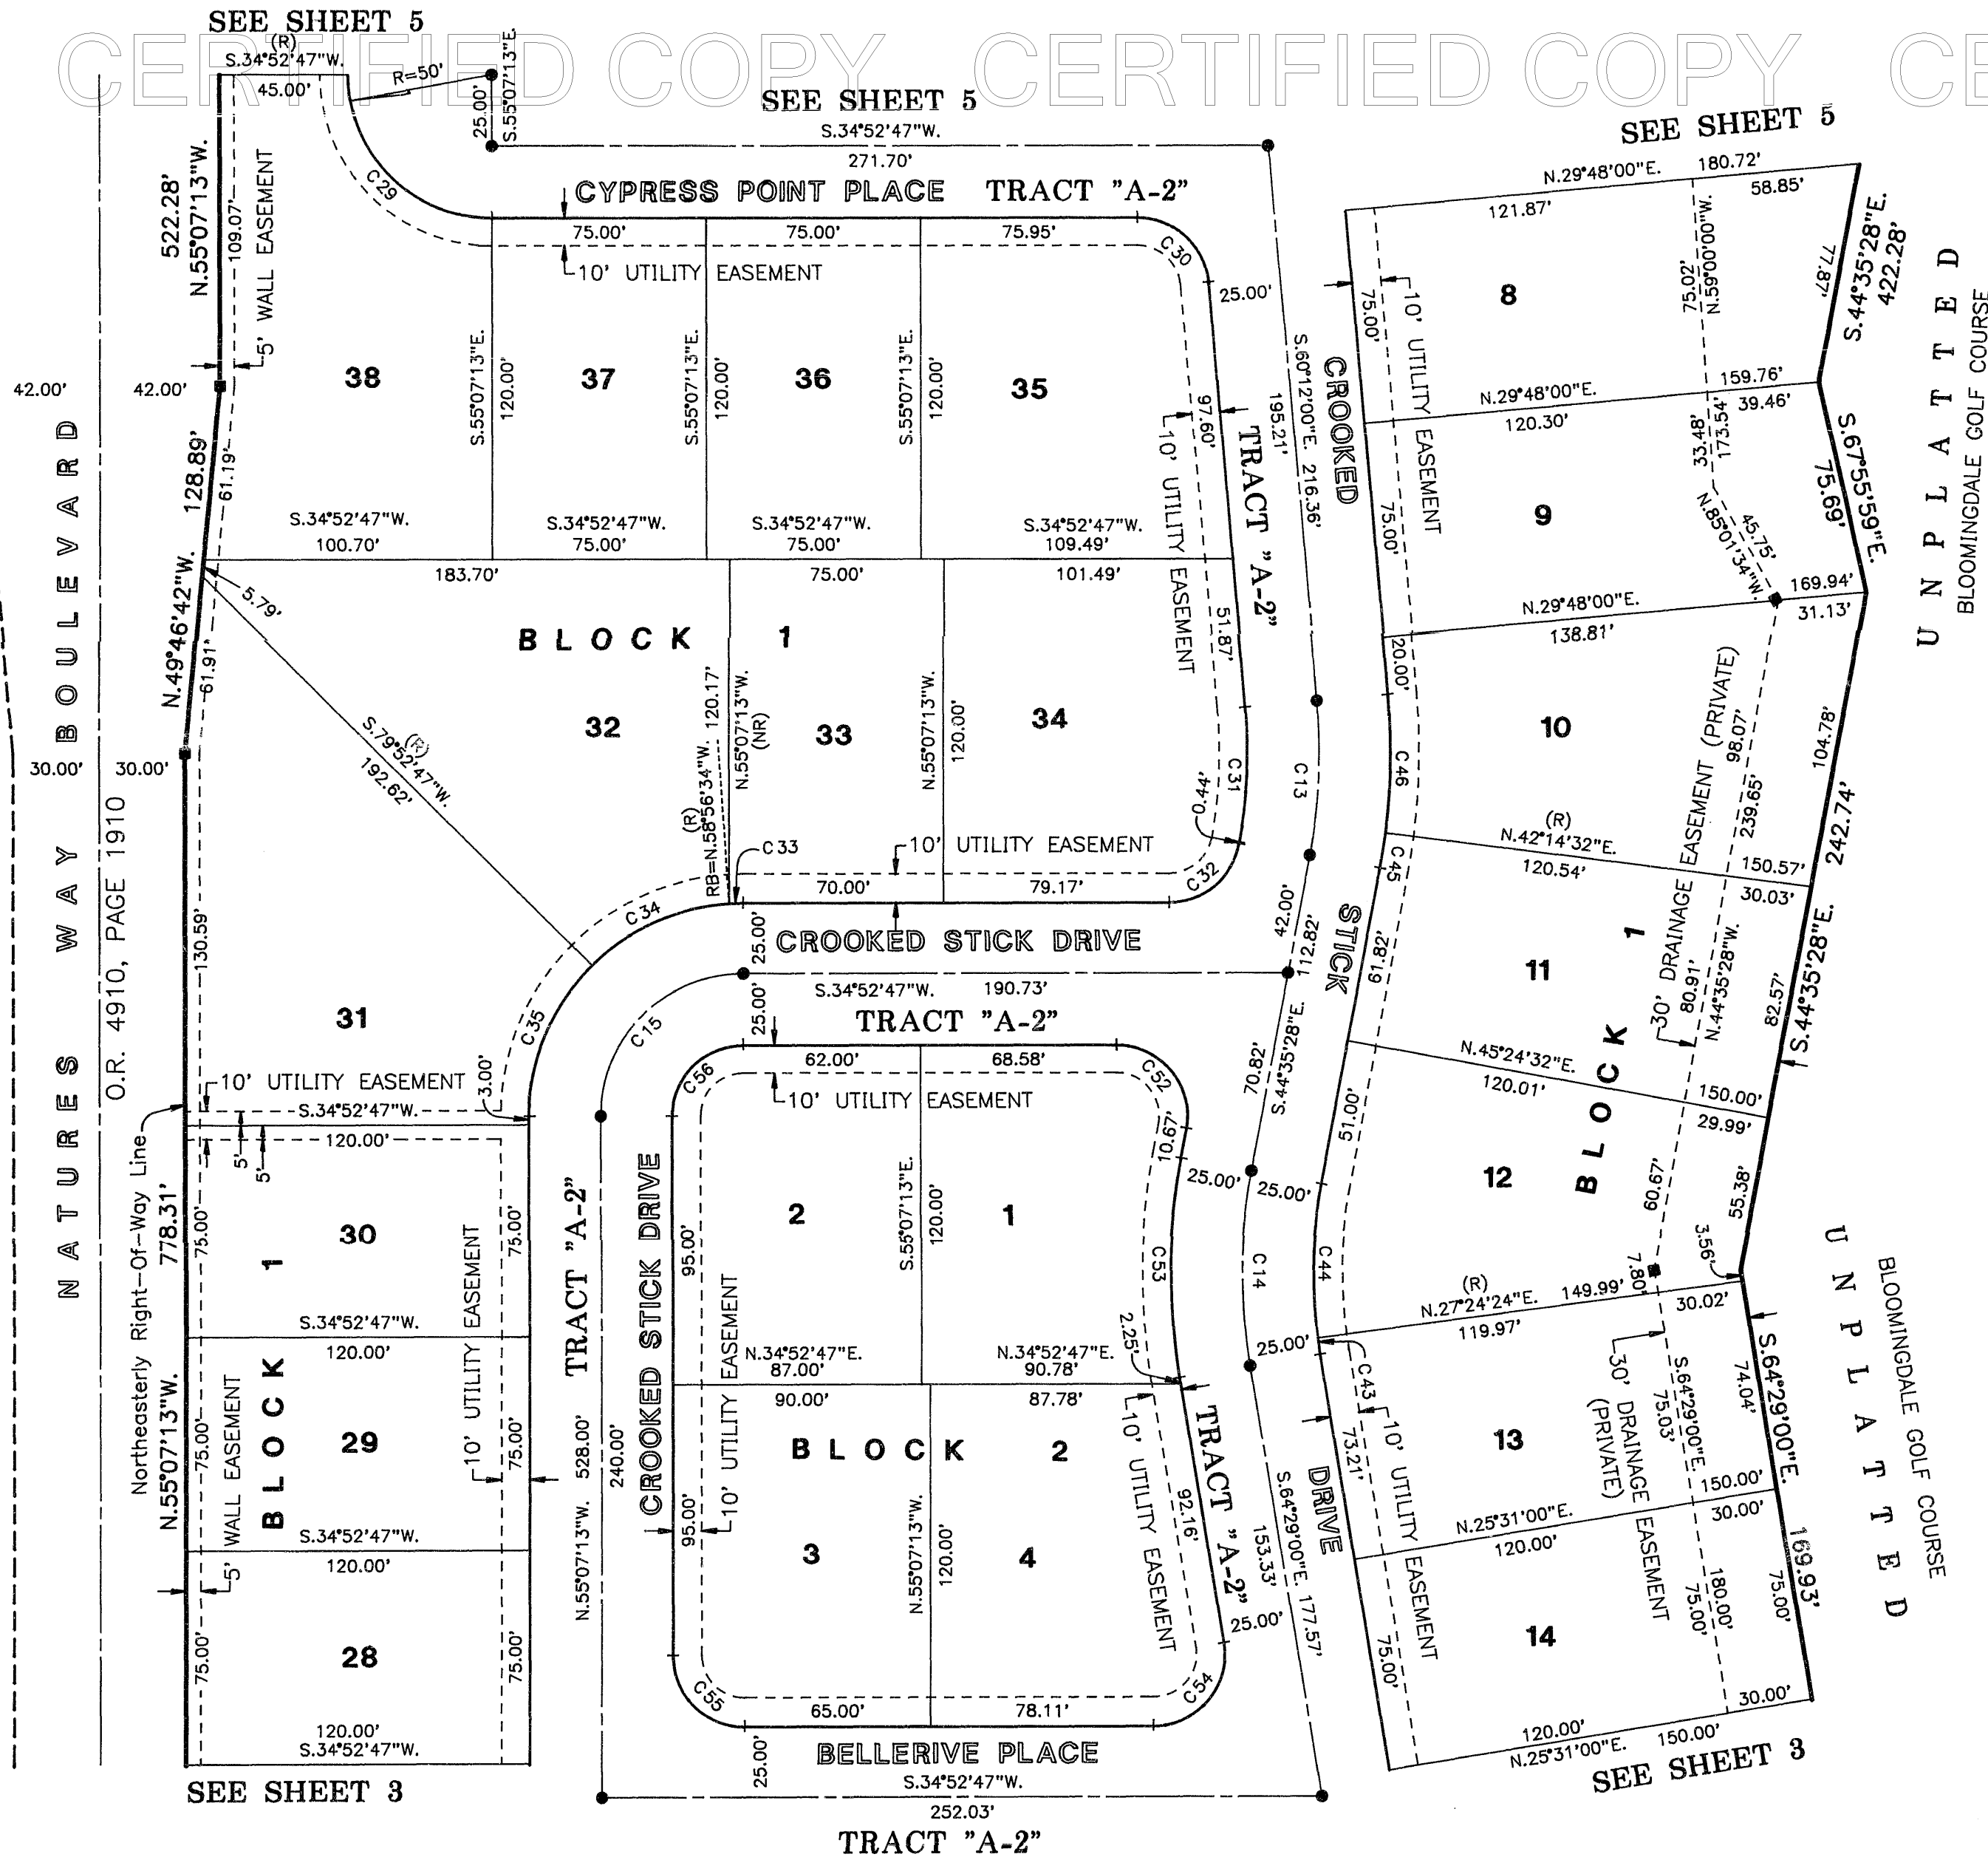 CERTIFIED COPY CERTIFIED COPY CE
SEE SHEET 5
(R)
S.34°52'47"W.
45.00'
R=50'
25.00'
S.55°07'13"E.
SEE SHEET 5
S.34°52'47"W.
271.70'
CYPRESS POINT PLACE TRACT "A-2"
SEE SHEET 5
N.29°48'00"E. 180.72'
121.87'
58.85'
522.28'
N.55°07'13"W.
109.07'
5' WALL EASEMENT
C29
75.00'
75.00'
75.95'
C30
10' UTILITY EASEMENT
25.00'
38
37
36
35
S.55°07'13"E.
120.00'
S.55°07'13"E.
120.00'
S.55°07'13"E.
120.00'
97.60'
10' UTILITY EASEMENT
TRACT "A-2"
195.21'
S.60°12'00"E. 216.36'
CROOKED
75.00'
10' UTILITY EASEMENT
8
75.02'
N.59°00'00"W.
77.87'
S.44°35'28"E.
422.28'
UNPLATTED
BLOOMINGDALE GOLF COURSE
42.00'
42.00'
128.89'
61.19'
S.34°52'47"W.
100.70'
S.34°52'47"W.
75.00'
S.34°52'47"W.
75.00'
S.34°52'47"W.
109.49'
183.70'
75.00'
101.49'
N.29°48'00"E.
159.76'
120.30'
39.46'
9
75.00'
33.48'
173.54'
N.85°01'34"W.
45.75'
S.67°55'59"E.
75.69'
N.29°48'00"E.
169.94'
138.81'
31.13'
NATURES WAY BOULEVARD
O.R. 4910, PAGE 1910
N.49°46'42"W.
61.91'
5.79'
BLOCK 1
(R)
S.79°52'47"W.
192.62'
32
33
34
(R)
RB=N.58°56'34"W. 120.17'
N.55°07'13"W.
(NR)
N.55°07'13"W.
120.00'
51.87'
C31
0.44'
C13
C46
20.00'
10
30' DRAINAGE EASEMENT (PRIVATE)
98.07'
239.65'
104.78'
242.74'
30.00'
30.00'
C33
10' UTILITY EASEMENT
70.00'
79.17'
C32
C34
25.00'
CROOKED STICK DRIVE
S.34°52'47"W. 190.73'
25.00'
TRACT "A-2"
42.00'
112.82'
STICK
C45
61.82'
(R)
N.42°14'32"E.
150.57'
120.54'
30.03'
11
BLOCK 1
80.91'
N.44°35'28"W.
82.57'
S.44°35'28"E.
130.59'
31
C35
C15
3.00'
10' UTILITY EASEMENT
S.34°52'47"W.
120.00'
5'
5'
Northeasterly Right-Of-Way Line
778.31'
N.55°07'13"W.
75.00'
BLOCK 1
30
75.00'
10' UTILITY EASEMENT
S.34°52'47"W.
120.00'
75.00'
5' WALL EASEMENT
29
75.00'
S.34°52'47"W.
120.00'
75.00'
28
75.00'
120.00'
S.34°52'47"W.
SEE SHEET 3
TRACT "A-2"
N.55°07'13"W. 528.00'
240.00'
CROOKED STICK DRIVE
C56
62.00'
68.58'
C52
10' UTILITY EASEMENT
10.67'
2
1
95.00'
10' UTILITY EASEMENT
S.55°07'13"E.
120.00'
C53
2.25'
N.34°52'47"E.
87.00'
N.34°52'47"E.
90.78'
90.00'
87.78'
BLOCK 2
95.00'
3
4
N.55°07'13"W.
120.00'
10' UTILITY EASEMENT
92.16'
TRACT "A-2"
C55
65.00'
78.11'
C54
25.00'
BELLERIVE PLACE
S.34°52'47"W.
252.03'
TRACT "A-2"
70.82'
S.44°35'28"E.
25.00'
25.00'
C14
25.00'
S.64°29'00"E. 177.57'
153.33'
25.00'
DRIVE
51.00'
C44
N.45°24'32"E.
150.00'
120.01'
29.99'
12
60.67'
7.80'
3.56'
55.38'
(R)
N.27°24'24"E. 149.99'
119.97'
30.02'
C43
73.21'
10' UTILITY EASEMENT
13
30' DRAINAGE EASEMENT
(PRIVATE)
S.64°29'00"E.
75.03'
74.04'
S.64°29'00"E.
169.93'
N.25°31'00"E.
150.00'
120.00'
30.00'
75.00'
14
180.00'
75.00'
75.00'
120.00'
30.00'
N.25°31'00"E. 150.00'
SEE SHEET 3
UNPLATTED
BLOOMINGDALE GOLF COURSE